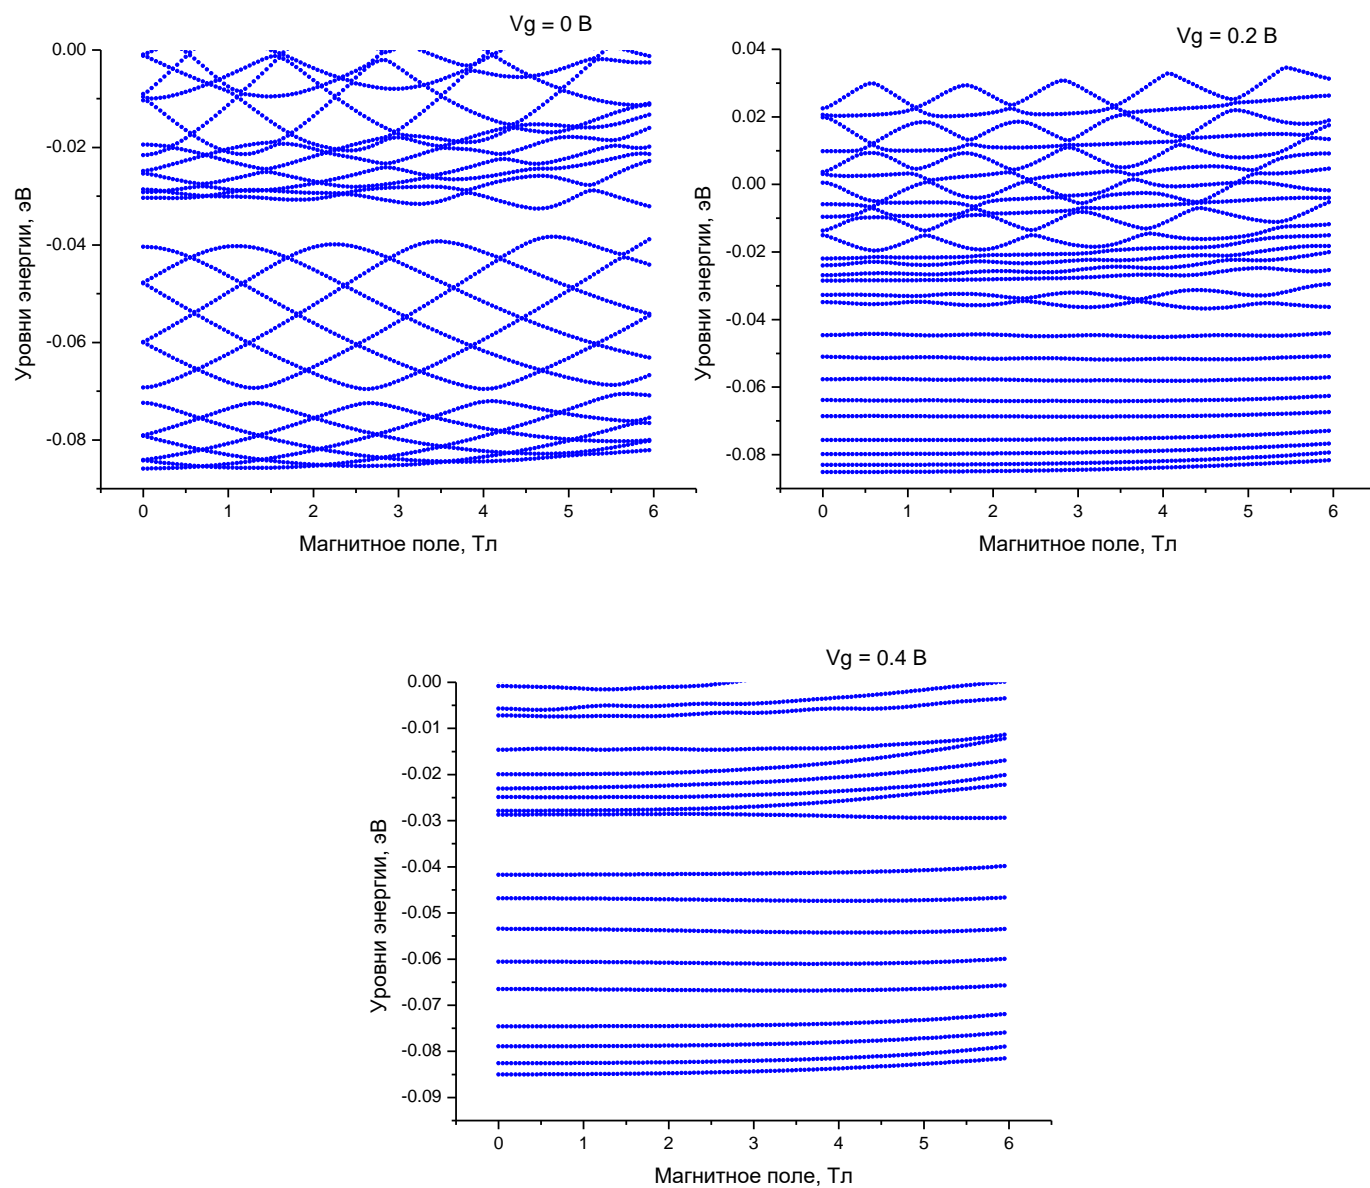 Vg = 0 В
0.00
-0.02
-0.04
-0.06
-0.08
Уровни энергии, эВ
0 1 2 3 4 5 6
Магнитное поле, Тл
Vg = 0.2 В
0.04
0.02
0.00
-0.02
-0.04
-0.06
-0.08
Уровни энергии, эВ
0 1 2 3 4 5 6
Магнитное поле, Тл
Vg = 0.4 В
0.00
-0.01
-0.02
-0.03
-0.04
-0.05
-0.06
-0.07
-0.08
-0.09
Уровни энергии, эВ
0 1 2 3 4 5 6
Магнитное поле, Тл